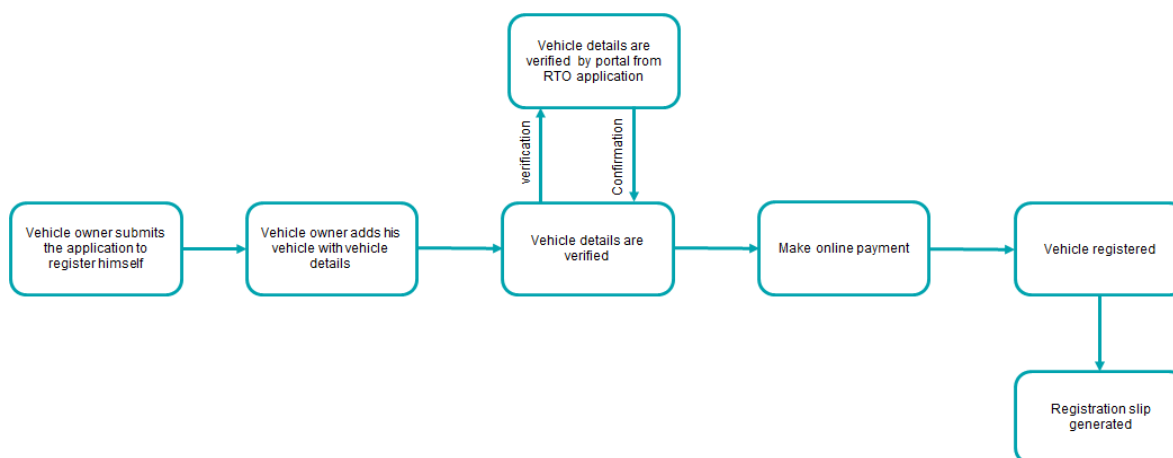 Vehicle details are
verified by portal from
RTO application
verification
Confirmation
Vehicle owner submits
the application to
register himself
Vehicle owner adds his
vehicle with vehicle
details
Vehicle details are
verified
Make online payment
Vehicle registered
Registration slip
generated